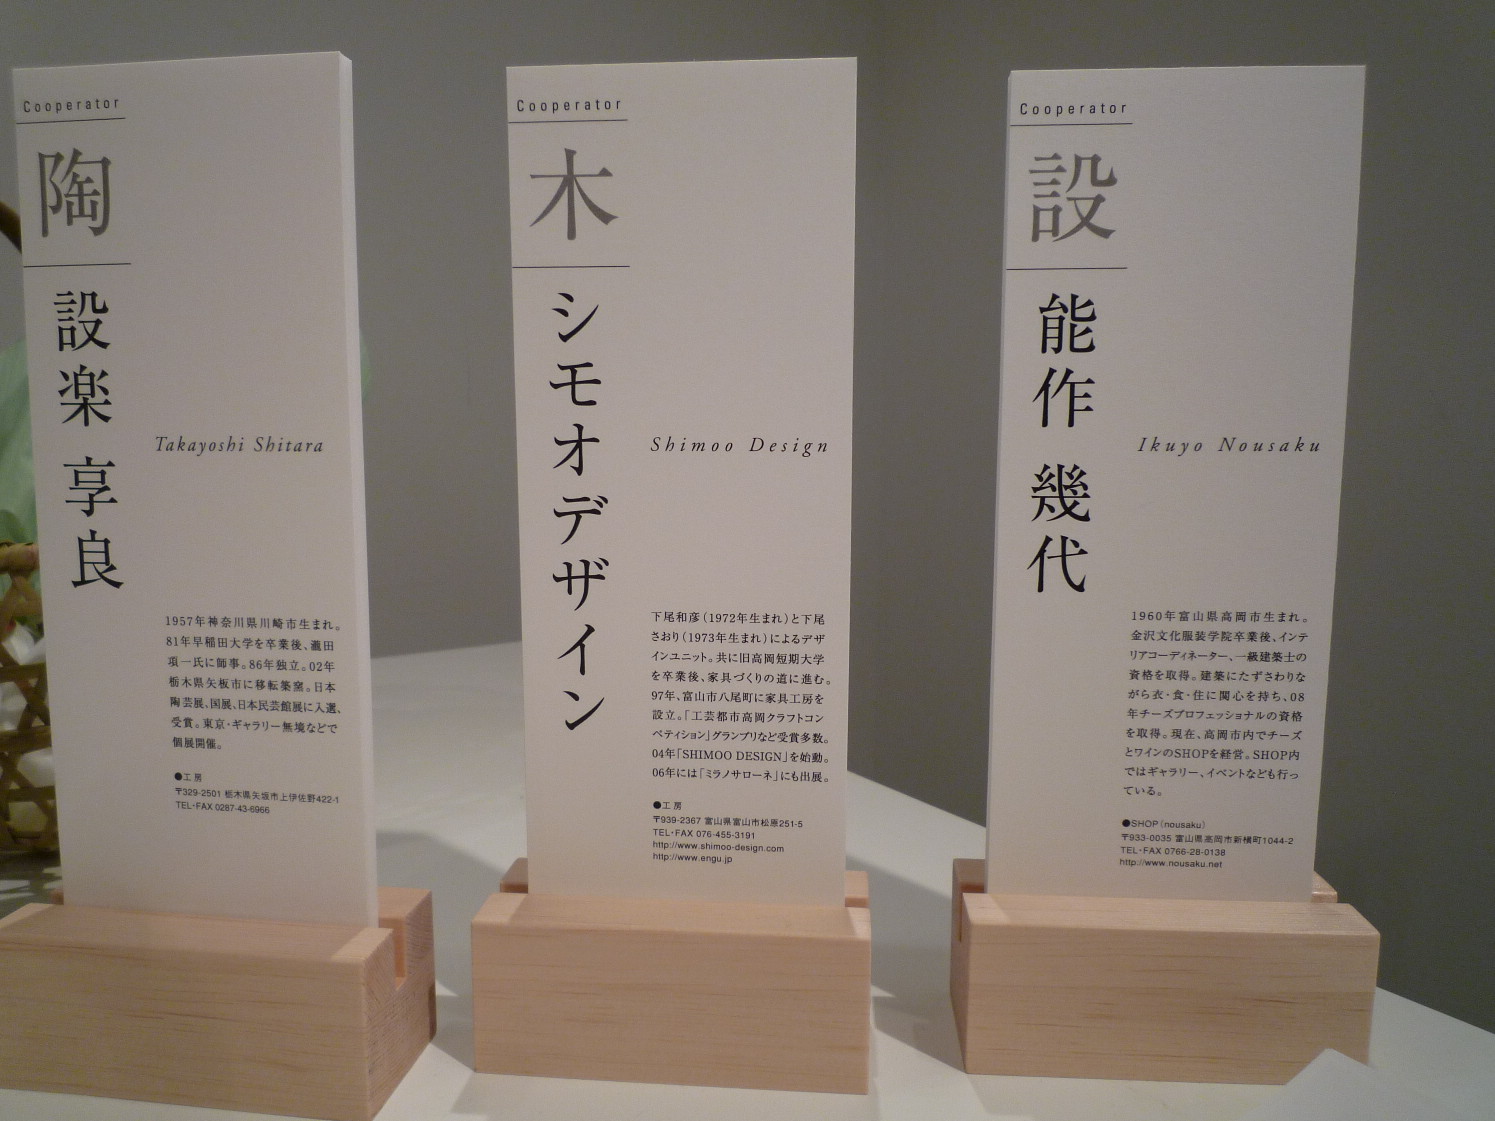 Cooperator
陶
設楽 享良
Takayoshi Shitara
1957年神奈川県川崎市生まれ。
81年早稲田大学を卒業後、瀧田
項一氏に師事。86年独立。02年
栃木県矢板市に移転築窯。日本
陶芸展、国展、日本民芸館展に入選、
受賞。東京・ギャラリー無境などで
個展開催。
●工房
〒329-2501 栃木県矢坂市上伊佐野422-1
TEL・FAX 0287-43-6966
Cooperator
木
シモオデザイン
Shimoo Design
下尾和彦(1972年生まれ)と下尾
さおり(1973年生まれ)によるデザ
インユニット。共に旧高岡短期大学
を卒業後、家具づくりの道に進む。
97年、富山市八尾町に家具工房を
設立。「工芸都市高岡クラフトコン
ペティション」グランプリなど受賞多数。
04年「SHIMOO DESIGN」を始動。
06年には「ミラノサローネ」にも出展。
●工房
〒939-2367 富山県富山市松原251-5
TEL・FAX 076-455-3191
http://www.shimoo-design.com
http://www.engu.jp
Cooperator
設
能作 幾代
Ikuyo Nousaku
1960年富山県高岡市生まれ。
金沢文化服装学院卒業後、インテ
リアコーディネーター、一級建築士の
資格を取得。建築にたずさわりな
がら衣・食・住に関心を持ち、08
年チーズプロフェッショナルの資格
を取得。現在、高岡市内でチーズ
とワインのSHOPを経営。SHOP内
ではギャラリー、イベントなども行っ
ている。
●SHOP(nousaku)
〒933-0035 富山県高岡市新横町1044-2
TEL・FAX 0766-28-0138
http://www.nousaku.net